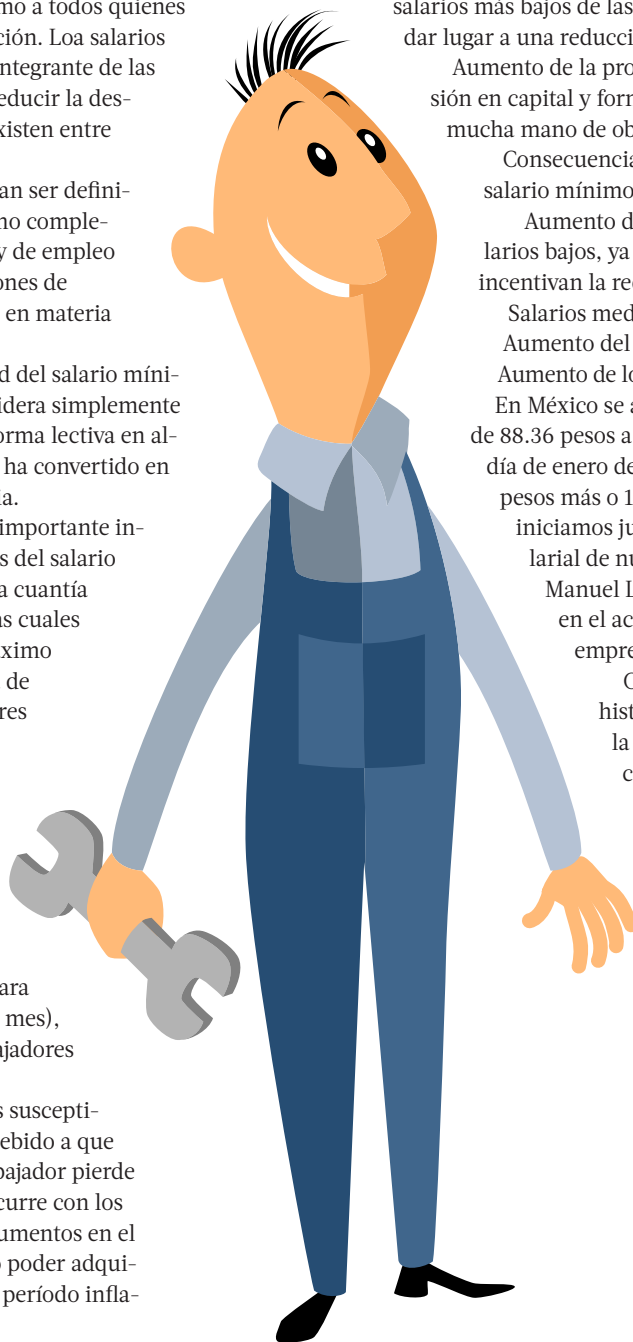 mo a todos quienes
ción. Loa salarios
ntegrante de las
educir la des-
xisten entre
an ser defini-
no comple-
y de empleo
ones de
en materia
d del salario míni-
idera simplemente
orma lectiva en al-
ha convertido en
ia.
importante in-
s del salario
a cuantía
as cuales
áximo
de
res
ara
mes),
ajadores
s suscepti-
ebido a que
bajador pierde
curre con los
umentos en el
o poder adqui-
período infla-
salarios más bajos de las
dar lugar a una reducci
Aumento de la pro
sión en capital y form
mucha mano de ob
Consecuencia
salario mínimo
Aumento d
larios bajos, ya
incentivan la rec
Salarios med
Aumento del
Aumento de lo
En México se a
de 88.36 pesos a
día de enero de
pesos más o 1
iniciamos ju
larial de nu
Manuel L
en el ac
empre
hist
la
c